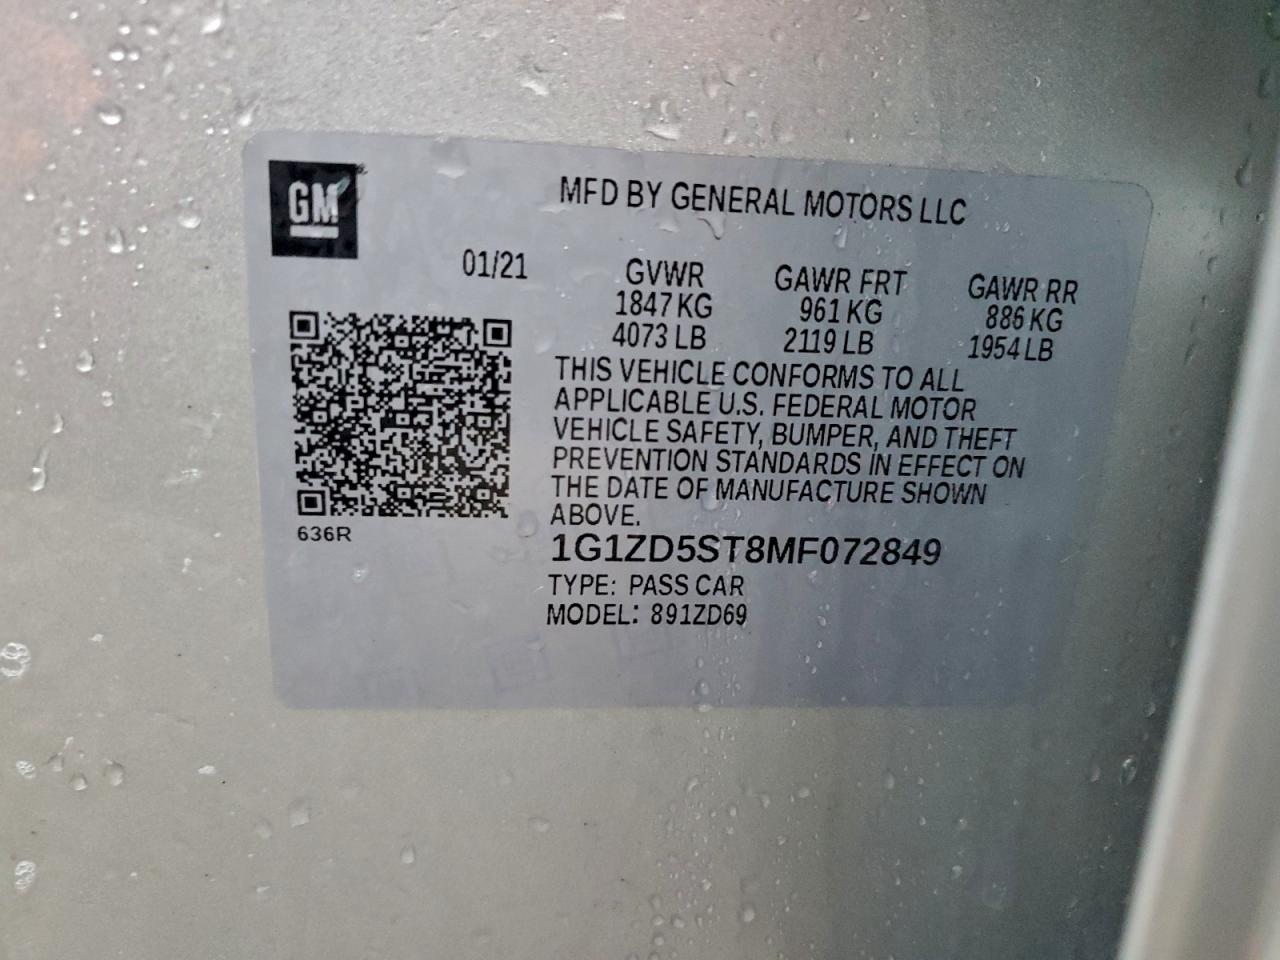 GM
MFD BY GENERAL MOTORS LLC
01/21
GVWR GAWR FRT GAWR RR
1847 KG 961 KG 886 KG
4073 LB 2119 LB 1954 LB
THIS VEHICLE CONFORMS TO ALL
APPLICABLE U.S. FEDERAL MOTOR
VEHICLE SAFETY, BUMPER, AND THEFT
PREVENTION STANDARDS IN EFFECT ON
THE DATE OF MANUFACTURE SHOWN
ABOVE.
636R
1G1ZD5ST8MF072849
TYPE: PASS CAR
MODEL: 891ZD69